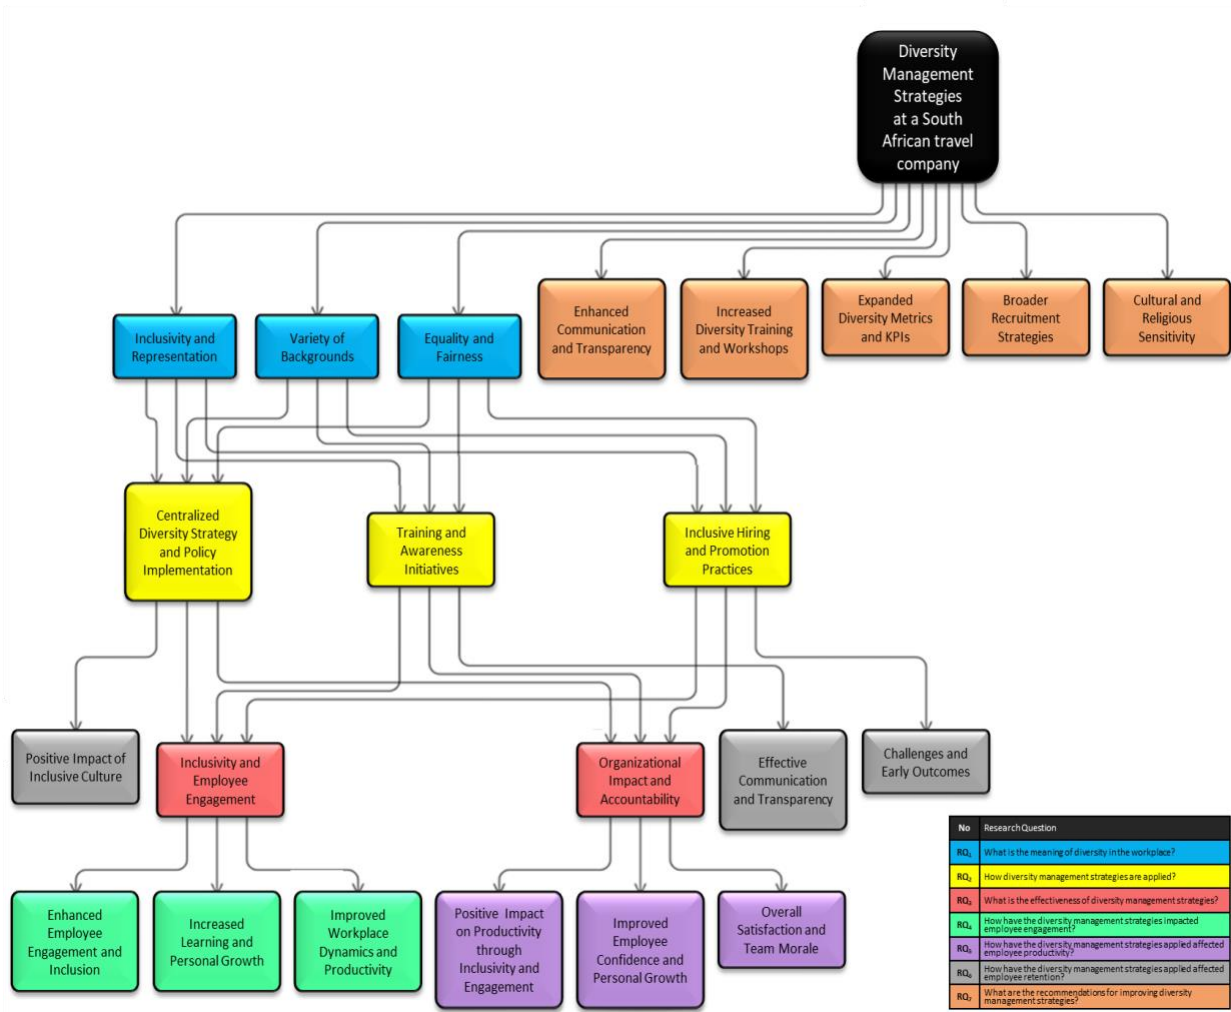 Diversity
Management
Strategies
at a South
African travel
company
Inclusivity and
Representation
Variety of
Backgrounds
Equality and
Fairness
Enhanced
Communication
and Transparency
Increased
Diversity Training
and Workshops
Expanded
Diversity Metrics
and KPIs
Broader
Recruitment
Strategies
Cultural and
Religious
Sensitivity
Centralized
Diversity Strategy
and Policy
Implementation
Training and
Awareness
Initiatives
Inclusive Hiring
and Promotion
Practices
Positive Impact of
Inclusive Culture
Inclusivity and
Employee
Engagement
Organizational
Impact and
Accountability
Effective
Communication
and Transparency
Challenges and
Early Outcomes
Enhanced
Employee
Engagement and
Inclusion
Increased
Learning and
Personal Growth
Improved
Workplace
Dynamics and
Productivity
Positive Impact
on Productivity
through
Inclusivity and
Engagement
Improved
Employee
Confidence and
Personal Growth
Overall
Satisfaction and
Team Morale
No Research Question
RQ₁ What is the meaning of diversity in the workplace?
RQ₂ How diversity management strategies are applied?
RQ₃ What is the effectiveness of diversity management strategies?
RQ₄ How have the diversity management strategies impacted
employee engagement?
RQ₅ How have the diversity management strategies applied affected
employee productivity?
RQ₆ How have the diversity management strategies applied affected
employee retention?
RQ₇ What are the recommendations for improving diversity
management strategies?